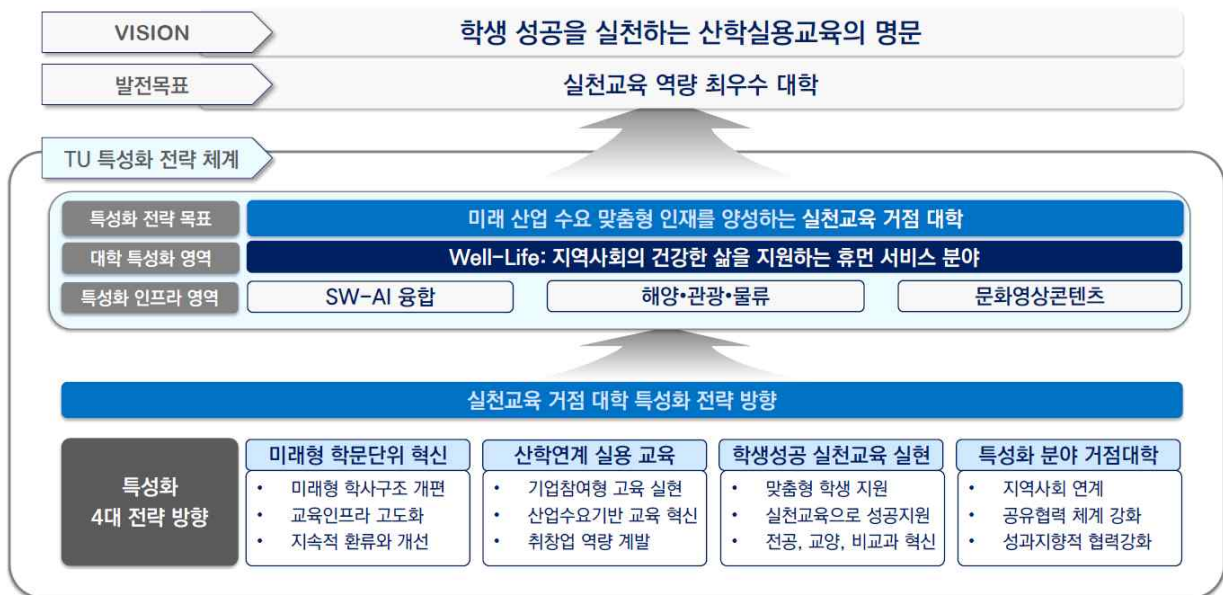 VISION
학생 성공을 실천하는 산학실용교육의 명문
발전목표
실천교육 역량 최우수 대학
TU 특성화 전략 체계
특성화 전략 목표
미래 산업 수요 맞춤형 인재를 양성하는 실천교육 거점 대학
대학 특성화 영역
Well-Life: 지역사회의 건강한 삶을 지원하는 휴먼 서비스 분야
특성화 인프라 영역
SW-AI 융합
해양•관광•물류
문화영상콘텐츠
실천교육 거점 대학 특성화 전략 방향
특성화
4대 전략 방향
미래형 학문단위 혁신
• 미래형 학사구조 개편
• 교육인프라 고도화
• 지속적 환류와 개선
산학연계 실용 교육
• 기업참여형 고육 실현
• 산업수요기반 교육 혁신
• 취창업 역량 계발
학생성공 실천교육 실현
• 맞춤형 학생 지원
• 실천교육으로 성공지원
• 전공, 교양, 비교과 혁신
특성화 분야 거점대학
• 지역사회 연계
• 공유협력 체계 강화
• 성과지향적 협력강화